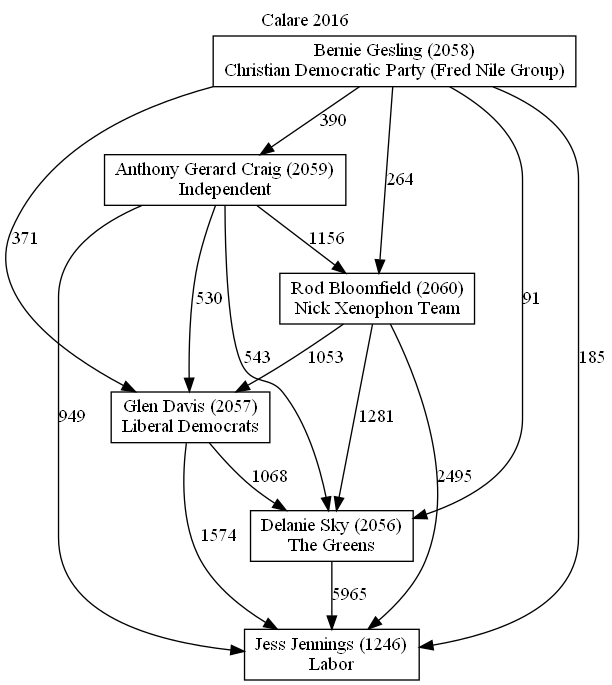 Calare 2016
Bernie Gesling (2058)
Christian Democratic Party (Fred Nile Group)
390
Anthony Gerard Craig (2059)
Independent
264
371
1156
Rod Bloomfield (2060)
Nick Xenophon Team
530
91
543
1053
185
Glen Davis (2057)
Liberal Democrats
949
1281
1068
2495
Delanie Sky (2056)
The Greens
1574
5965
Jess Jennings (1246)
Labor